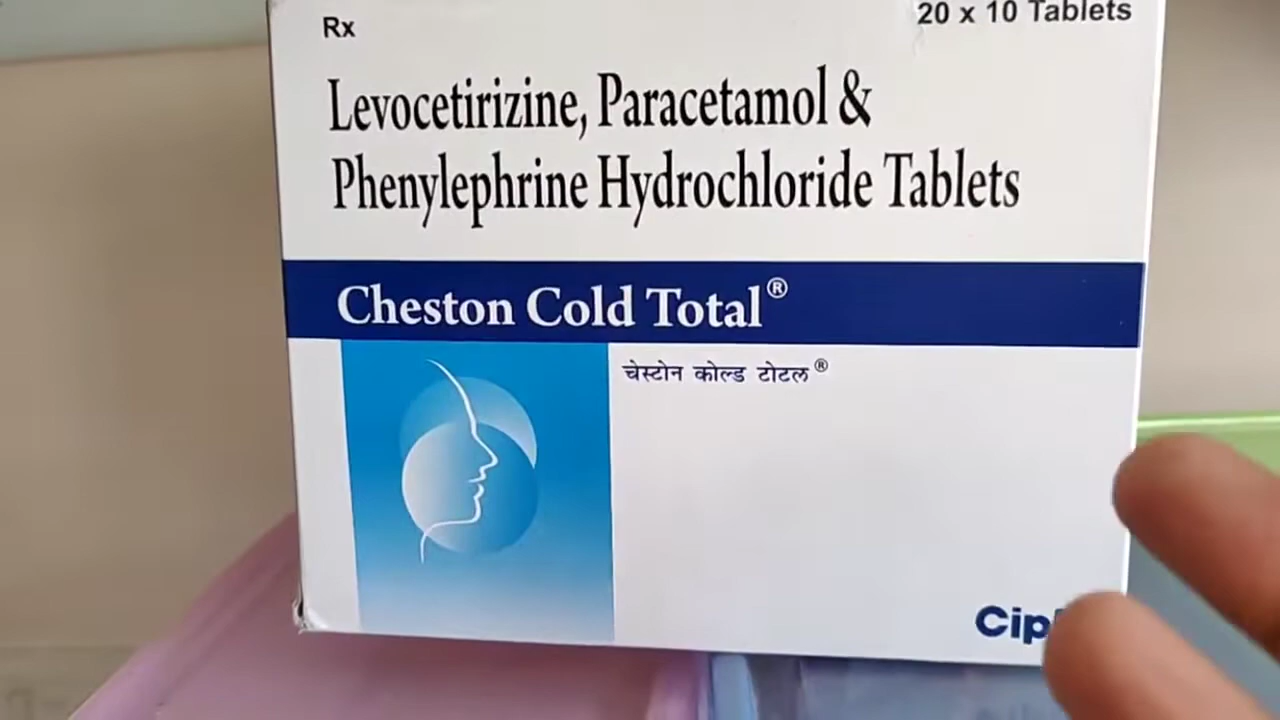 Rx
20 x 10 Tablets
Levocetirizine, Paracetamol &
Phenylephrine Hydrochloride Tablets
Cheston Cold Total®
चेस्टोन कोल्ड टोटल®